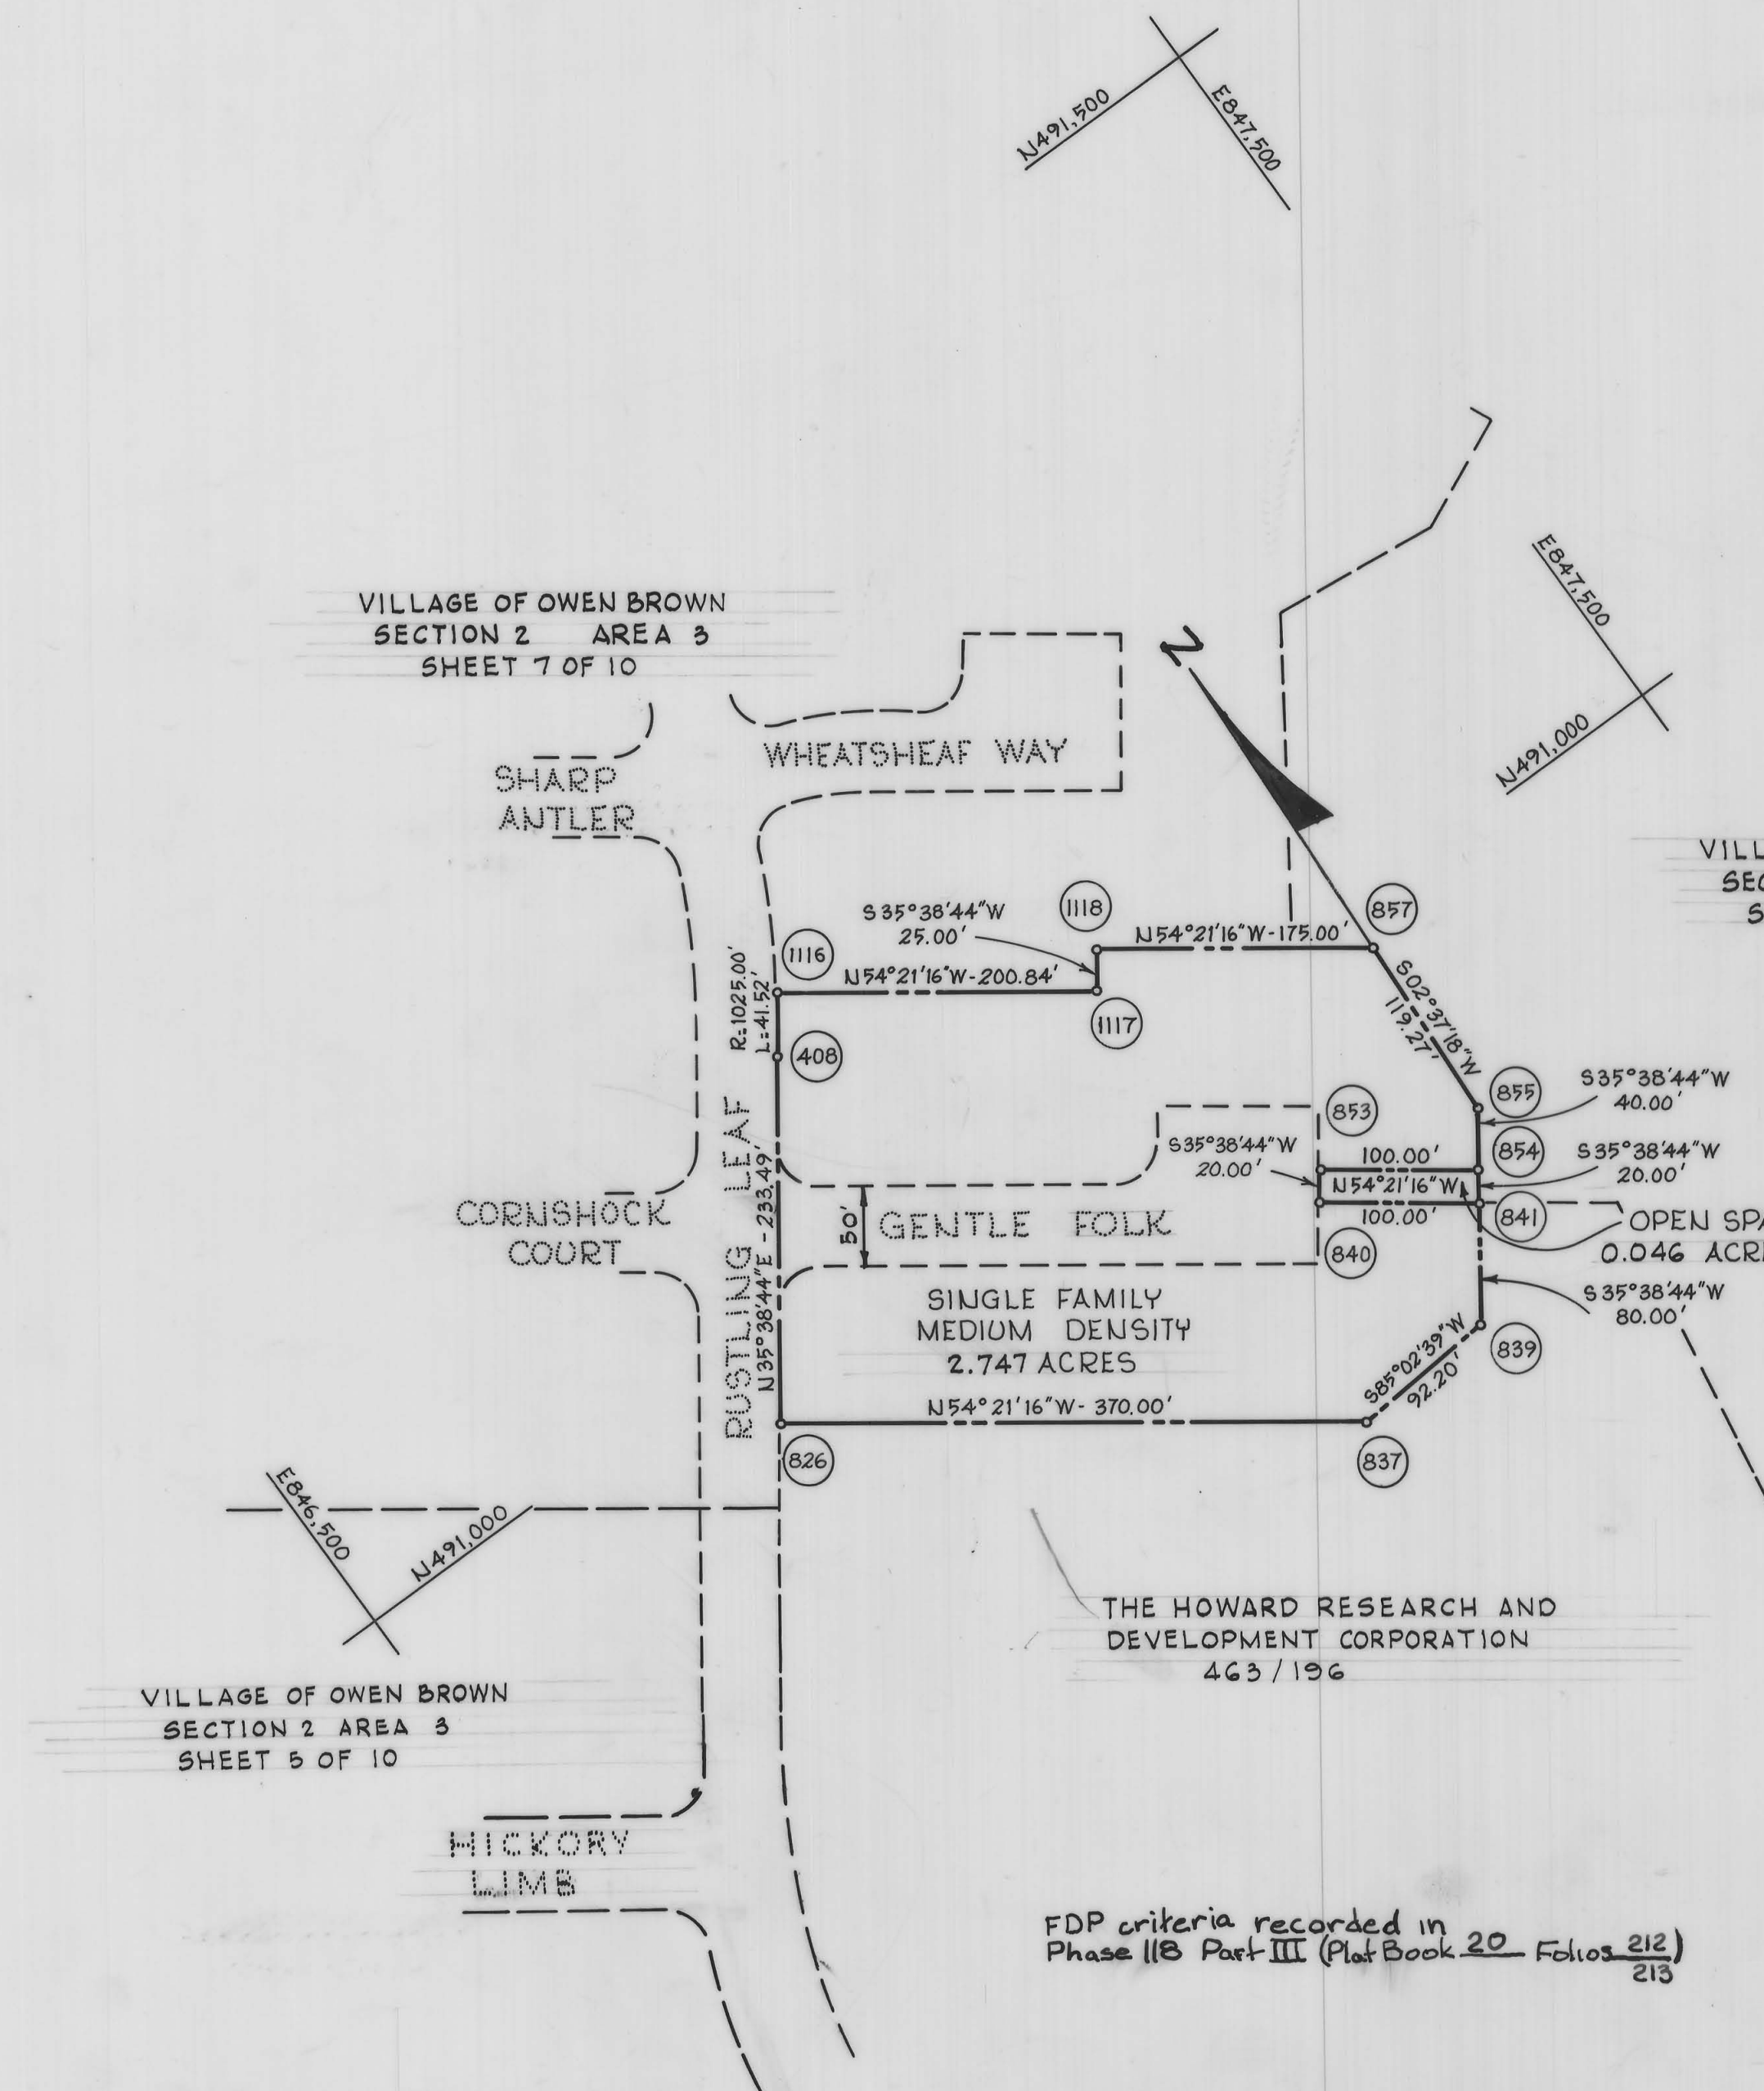 N491,500
E847,500
E847,500
N491,000
VILLAGE OF OWEN BROWN
SECTION 2 AREA 3
SHEET 7 OF 10
N
WHEATSHEAF WAY
SHARP
ANTLER
VILL
SEC
S
1118
857
S35°38'44"W
25.00'
N54°21'16"W-175.00'
1116
N54°21'16"W-200.84'
R=1025.00'
L=41.52'
1117
408
S02°37'18"W
119.27'
855
S35°38'44"W
40.00'
853
S35°38'44"W
20.00'
100.00'
854
S35°38'44"W
20.00'
N54°21'16"W
100.00'
841
840
OPEN SPA
0.046 ACRE
CORNSHOCK
COURT
RUSTLING LEAF
N35°38'44"E - 233.49'
50'
GENTLE FOLK
SINGLE FAMILY
MEDIUM DENSITY
2.747 ACRES
S35°38'44"W
80.00'
839
S85°02'39"W
92.20'
N54°21'16"W- 370.00'
826
837
E846,500
N491,000
THE HOWARD RESEARCH AND
DEVELOPMENT CORPORATION
463/196
VILLAGE OF OWEN BROWN
SECTION 2 AREA 3
SHEET 5 OF 10
HICKORY
LIMB
FDP criteria recorded in
Phase 118 Part III (Plat Book 20 Folios 212)
213